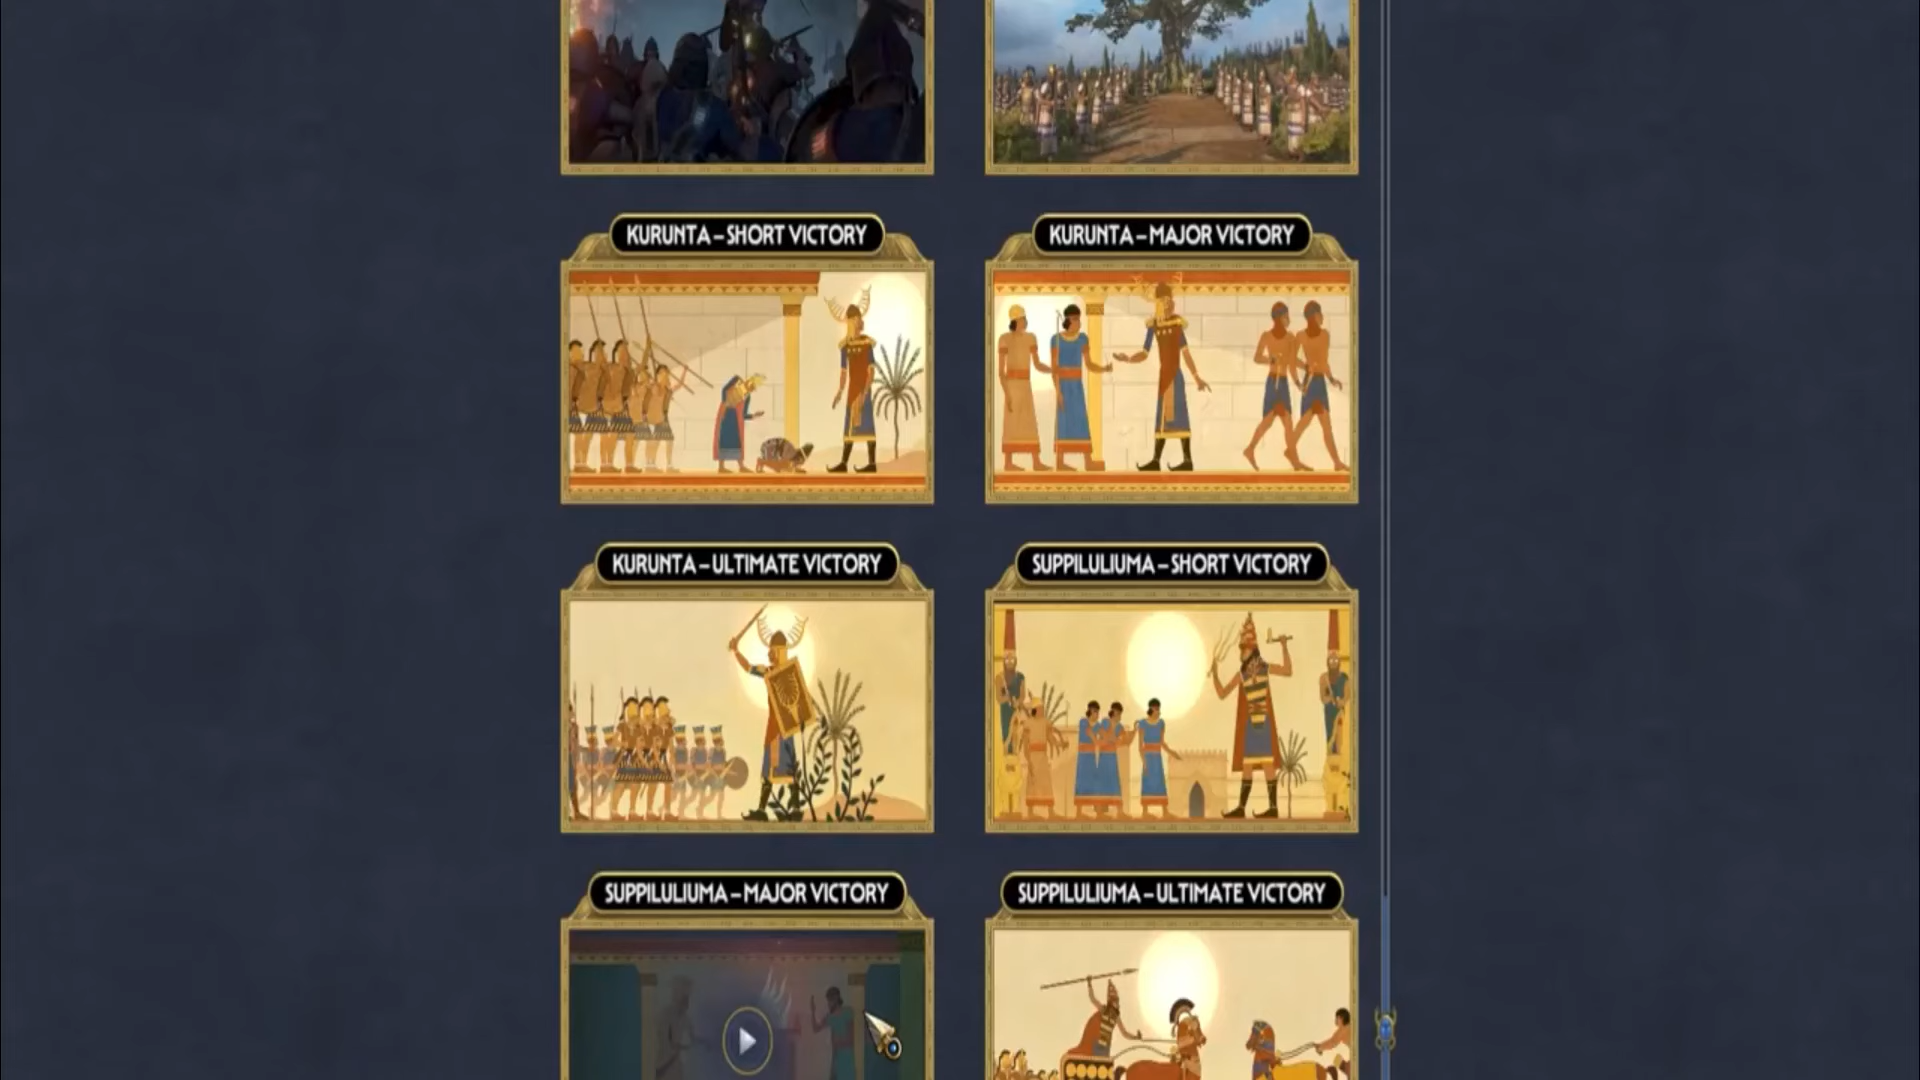 KURUNTA – SHORT VICTORY
KURUNTA – MAJOR VICTORY
KURUNTA – ULTIMATE VICTORY
SUPPILULIUMA – SHORT VICTORY
SUPPILULIUMA – MAJOR VICTORY
SUPPILULIUMA – ULTIMATE VICTORY